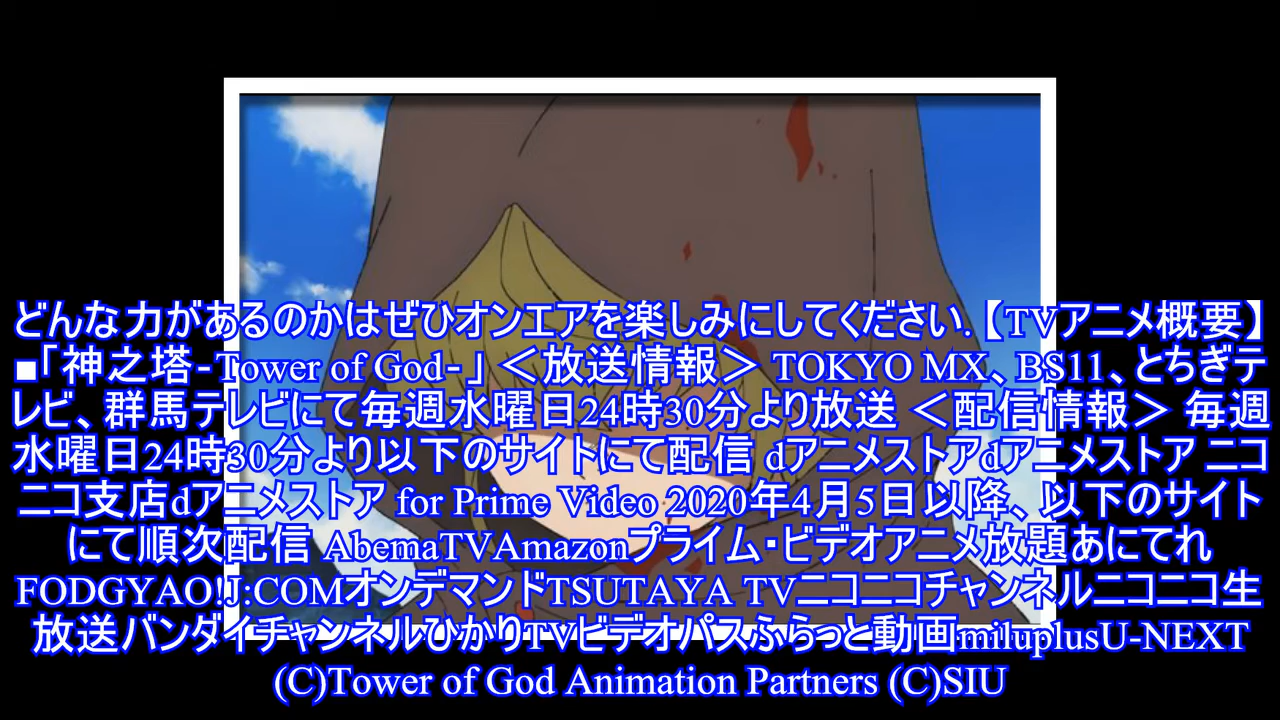 どんな力があるのかはぜひオンエアを楽しみにしてください.【TVアニメ概要】
■「神之塔-Tower of God-」＜放送情報＞ TOKYO MX、BS11、とちぎテ
レビ、群馬テレビにて毎週水曜日24時30分より放送 ＜配信情報＞ 毎週
水曜日24時30分より以下のサイトにて配信 dアニメストアdアニメストア ニコ
ニコ支店dアニメストア for Prime Video 2020年4月5日以降、以下のサイト
にて順次配信 AbemaTVAmazonプライム・ビデオアニメ放題あにてれ
FODGYAO!J:COMオンデマンドTSUTAYA TVニコニコチャンネルニコニコ生
放送バンダイチャンネルひかりTVビデオパスふらっと動画miluplusU-NEXT
(C)Tower of God Animation Partners (C)SIU